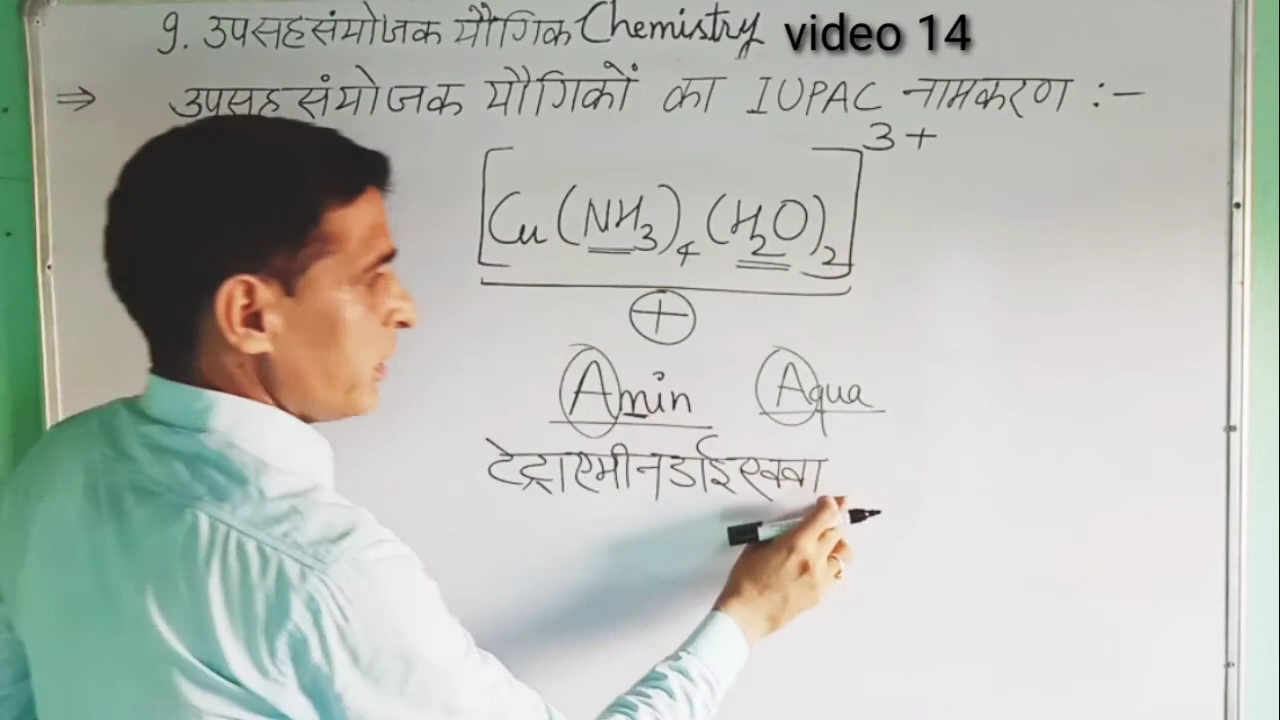 9. उपसहसंयोजक यौगिक Chemistry video 14
⇒ उपसहसंयोजक यौगिकों का IUPAC नामकरण :-
[Cu(NH3)4(H2O)2]3+
+
Amin Aqua
टेट्राएमीनडाईएक्वा